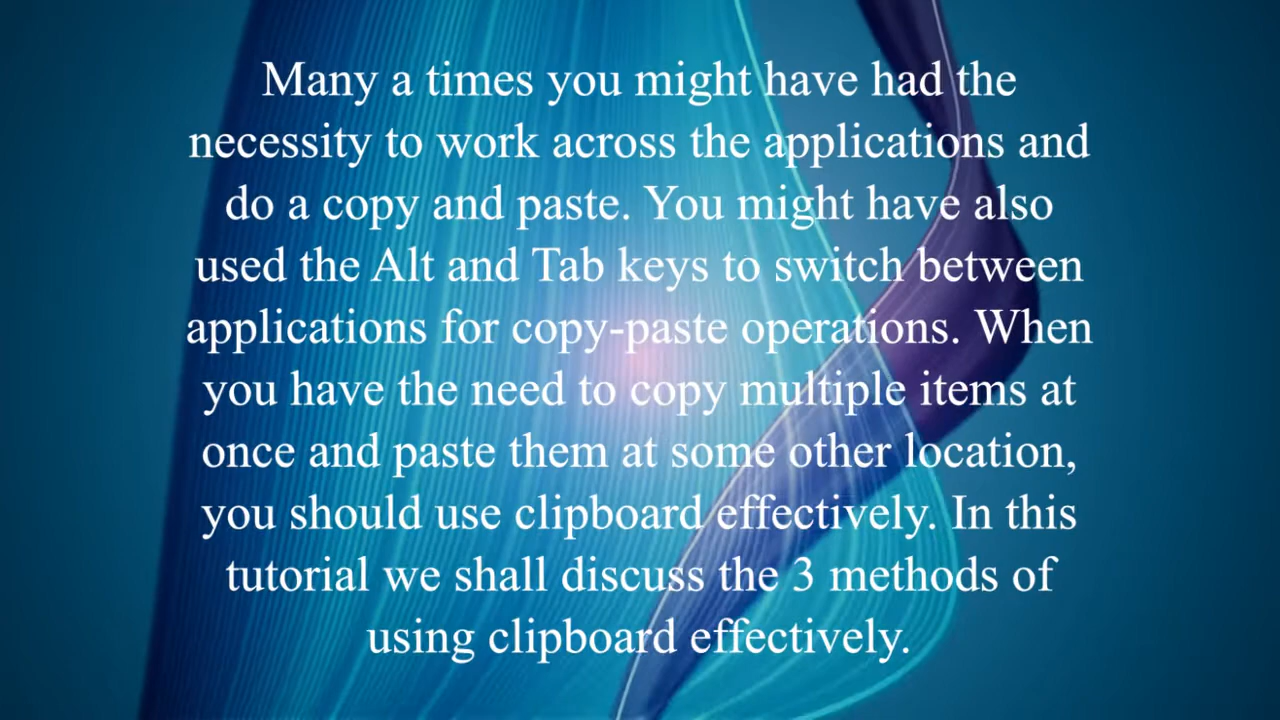 Many a times you might have had the
necessity to work across the applications and
do a copy and paste. You might have also
used the Alt and Tab keys to switch between
applications for copy-paste operations. When
you have the need to copy multiple items at
once and paste them at some other location,
you should use clipboard effectively. In this
tutorial we shall discuss the 3 methods of
using clipboard effectively.